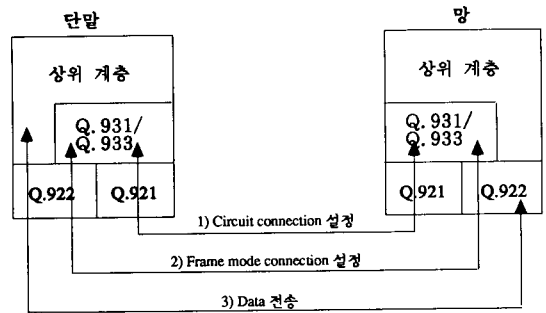 단말
망
상위 계층
상위 계층
Q. 931/
Q. 933
Q. 931/
Q. 933
Q.922
Q.921
Q.921
Q.922
1) Circuit connection 설정
2) Frame mode connection 설정
3) Data 전송